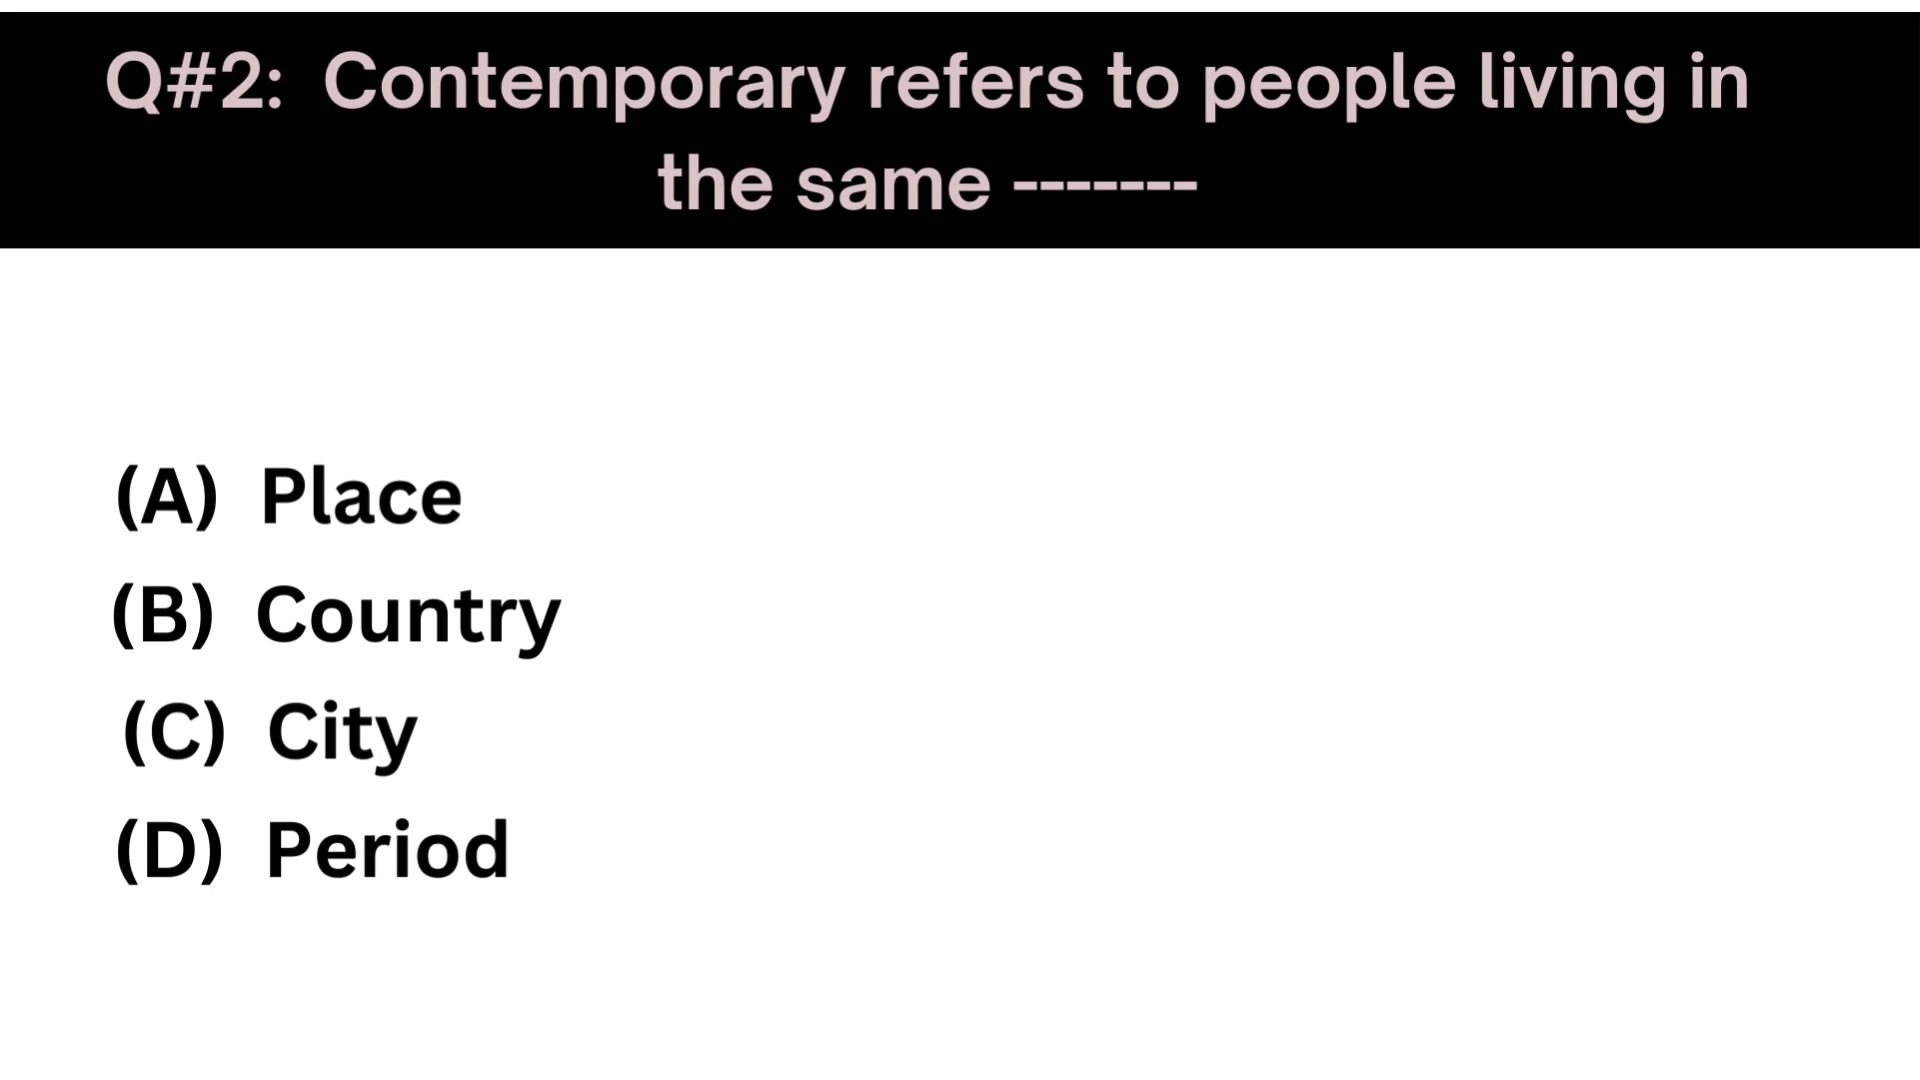 Q#2: Contemporary refers to people living in
the same -------
(A) Place
(B) Country
(C) City
(D) Period